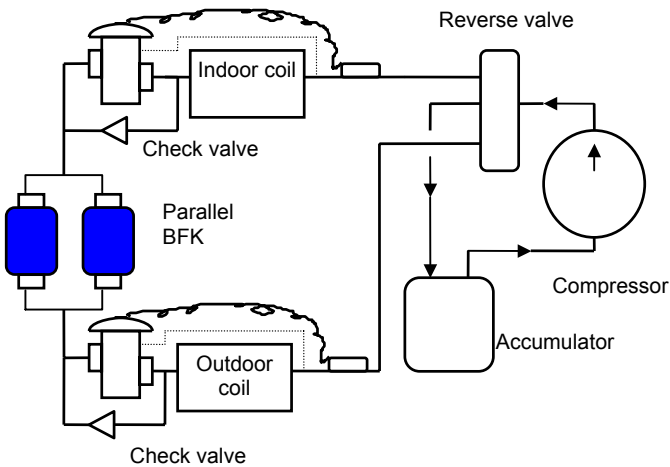 Reverse valve
Indoor coil
Check valve
Parallel
BFK
Compressor
Accumulator
Outdoor
coil
Check valve